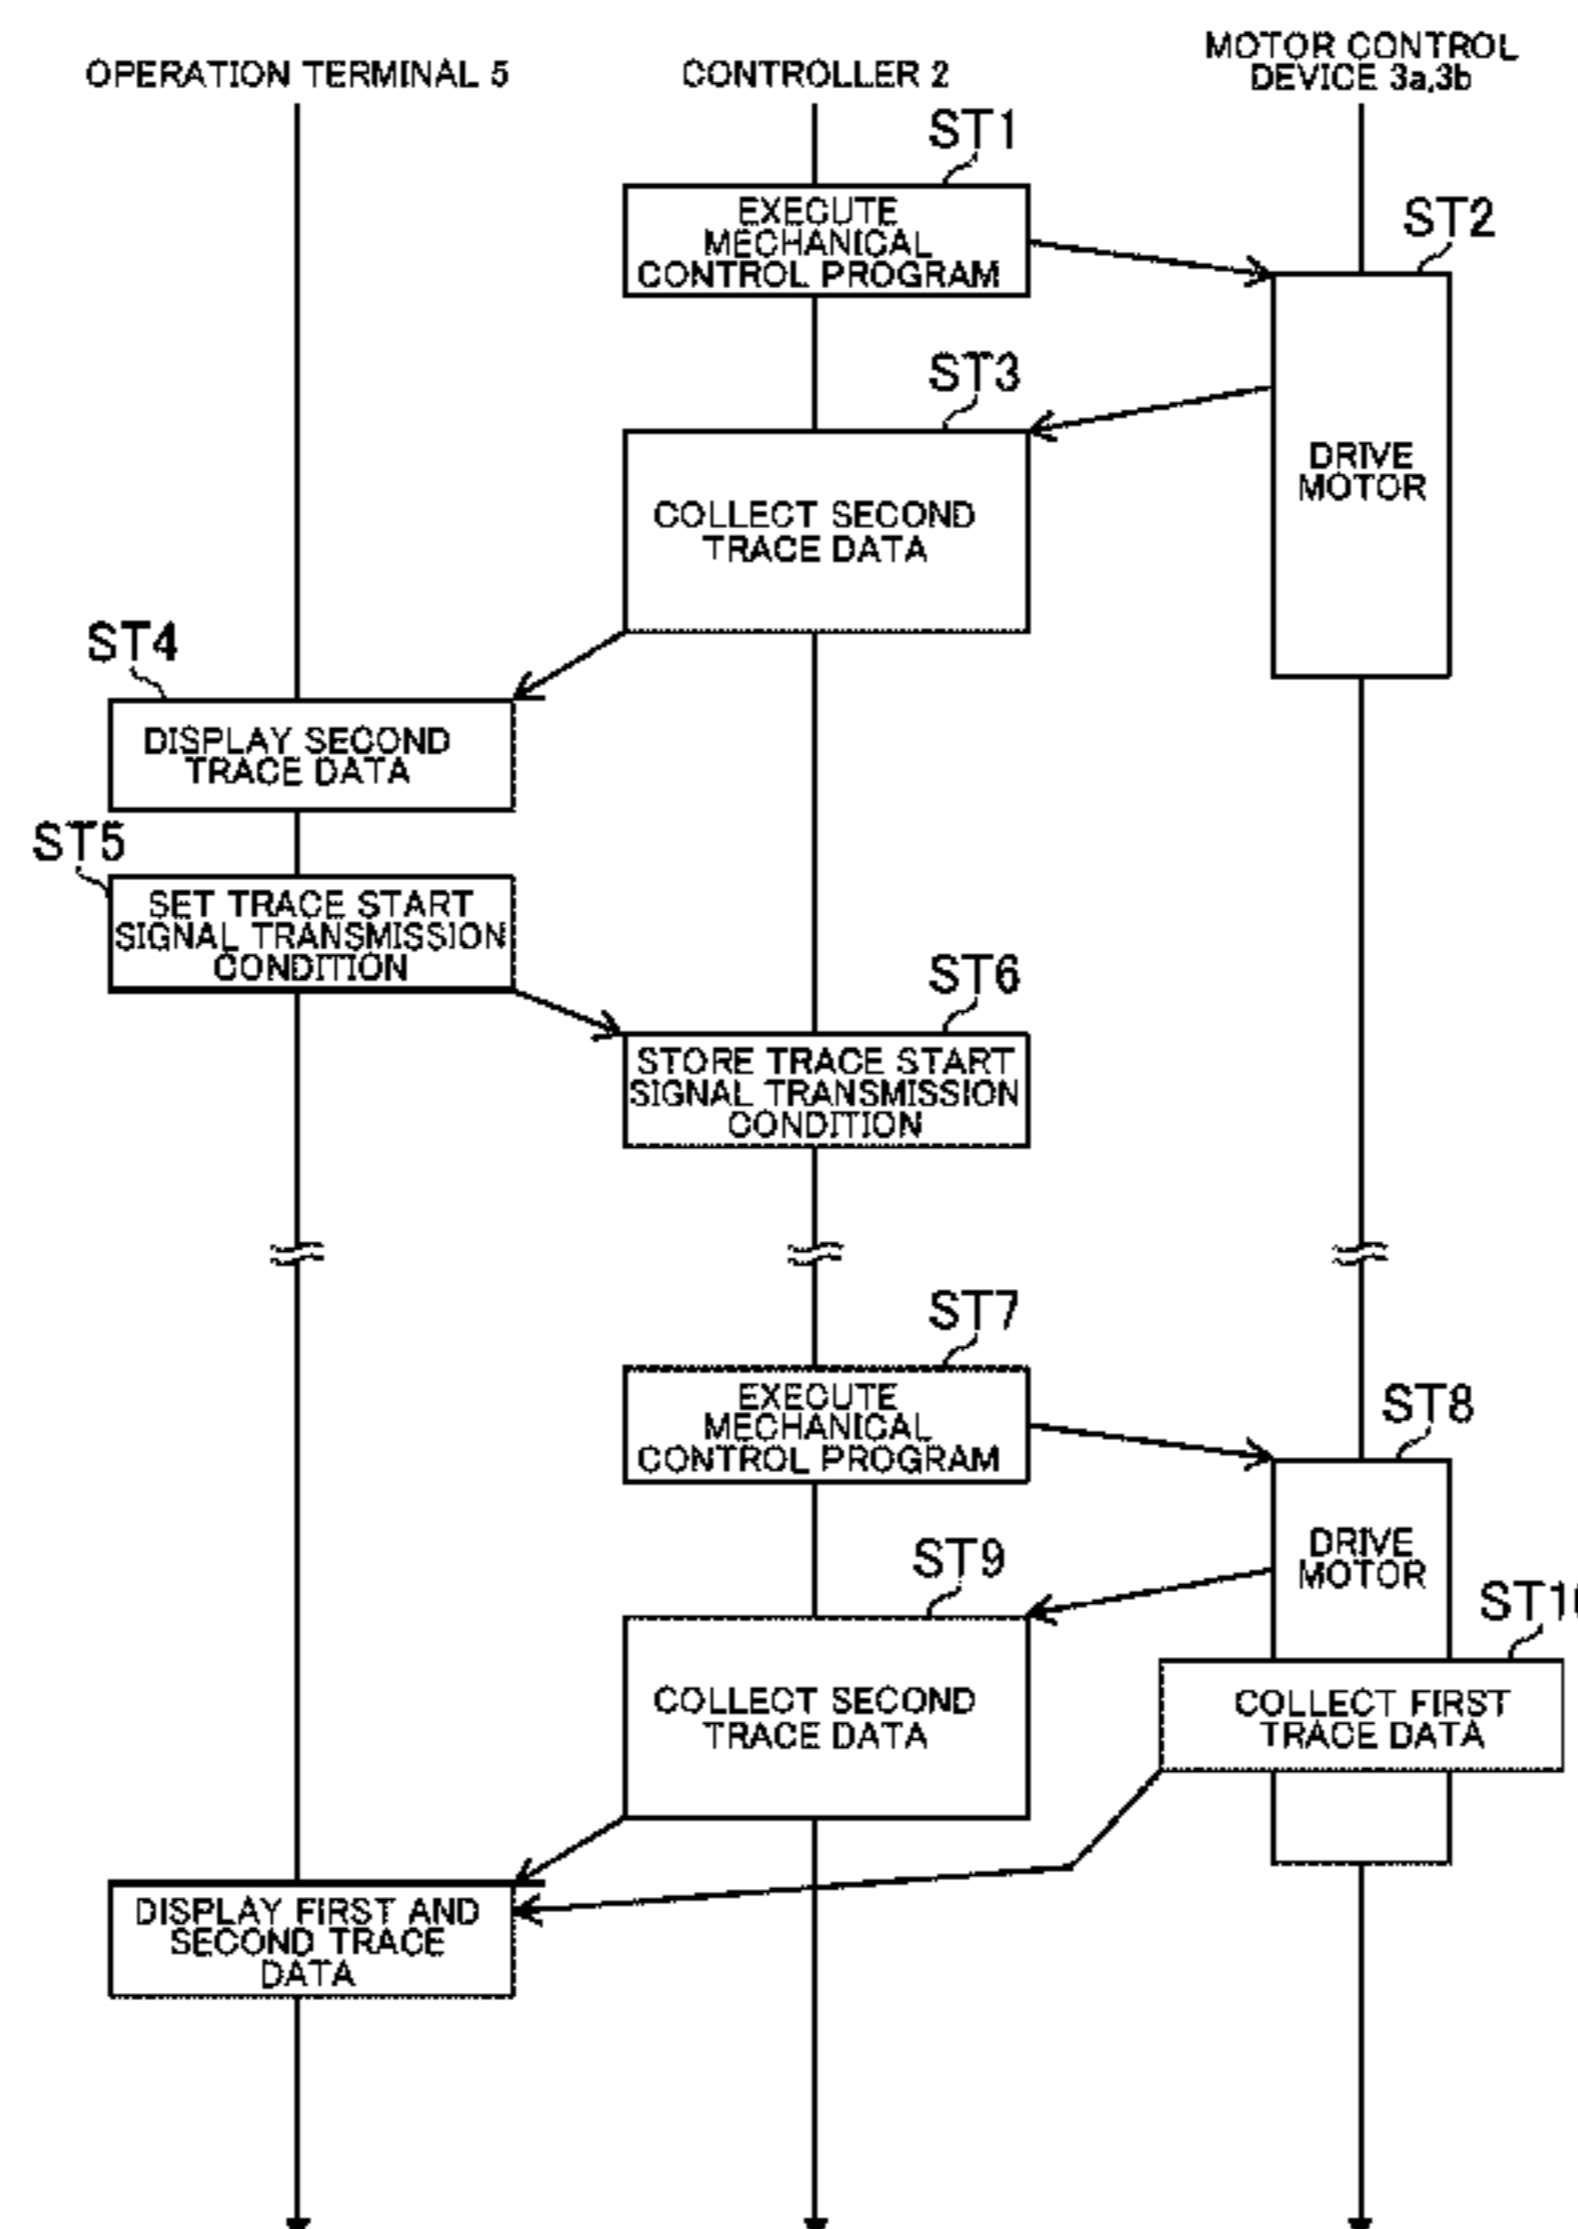 OPERATION TERMINAL 5
CONTROLLER 2
MOTOR CONTROL
DEVICE 3a,3b
ST1
EXECUTE
MECHANICAL
CONTROL PROGRAM
ST2
DRIVE
MOTOR
ST3
COLLECT SECOND
TRACE DATA
ST4
DISPLAY SECOND
TRACE DATA
ST5
SET TRACE START
SIGNAL TRANSMISSION
CONDITION
ST6
STORE TRACE START
SIGNAL TRANSMISSION
CONDITION
ST7
EXECUTE
MECHANICAL
CONTROL PROGRAM
ST8
DRIVE
MOTOR
ST9
COLLECT SECOND
TRACE DATA
ST10
COLLECT FIRST
TRACE DATA
DISPLAY FIRST AND
SECOND TRACE
DATA